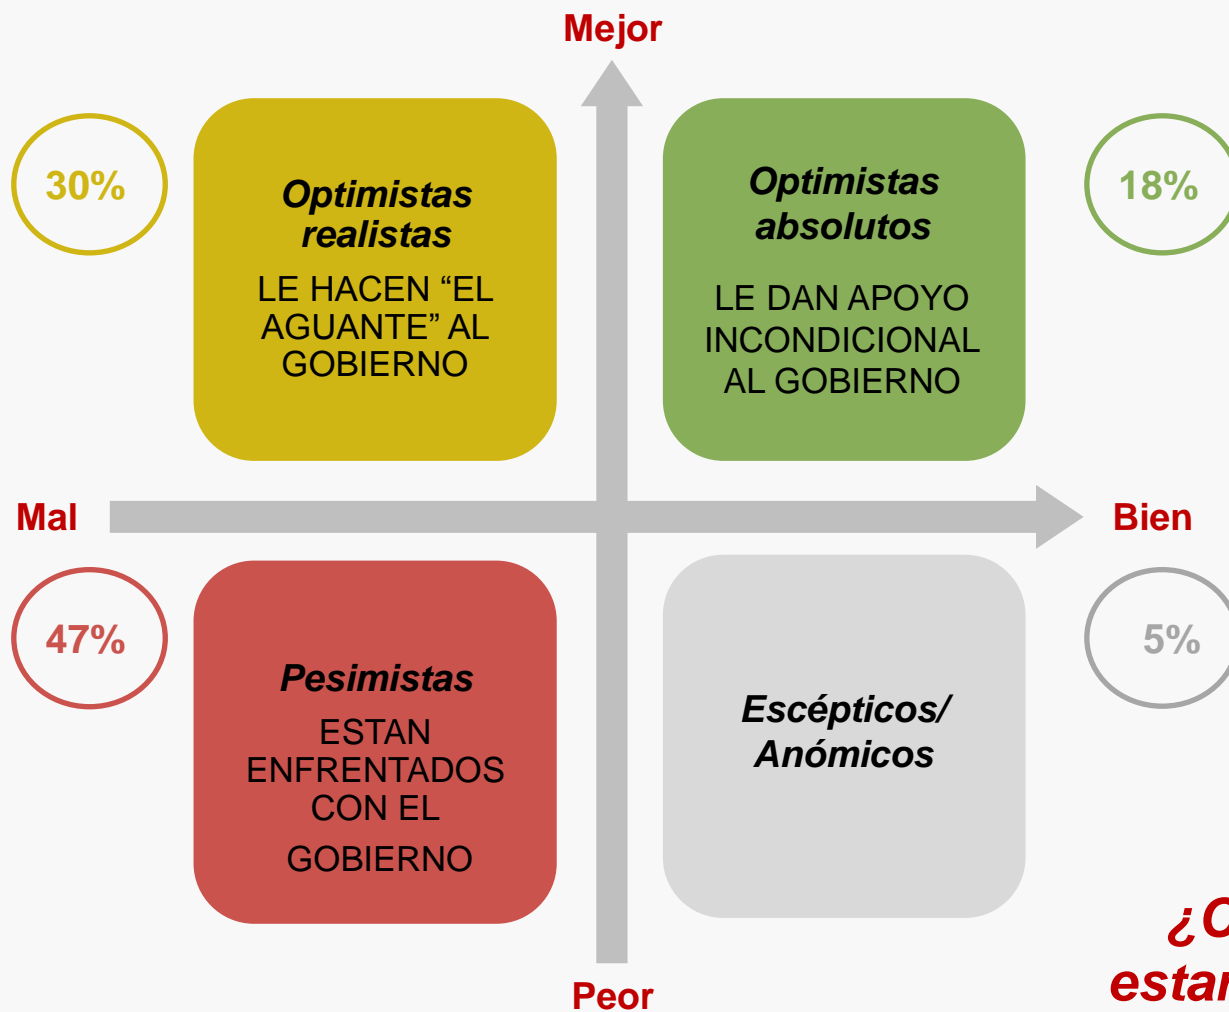 Mejor
30%
Optimistas
realistas
LE HACEN “EL
AGUANTE” AL
GOBIERNO
Optimistas
absolutos
LE DAN APOYO
INCONDICIONAL
AL GOBIERNO
18%
Mal
Bien
47%
Pesimistas
ESTAN
ENFRENTADOS
CON EL
GOBIERNO
Escépticos/
Anómicos
5%
Peor